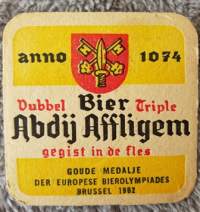 anno 1074
Dubbel Bier Triple
Abdij Affligem
gegist in de fles
GOUDE MEDALJE
DER EUROPESE BIEROLYMPIADES
BRUSSEL 1982